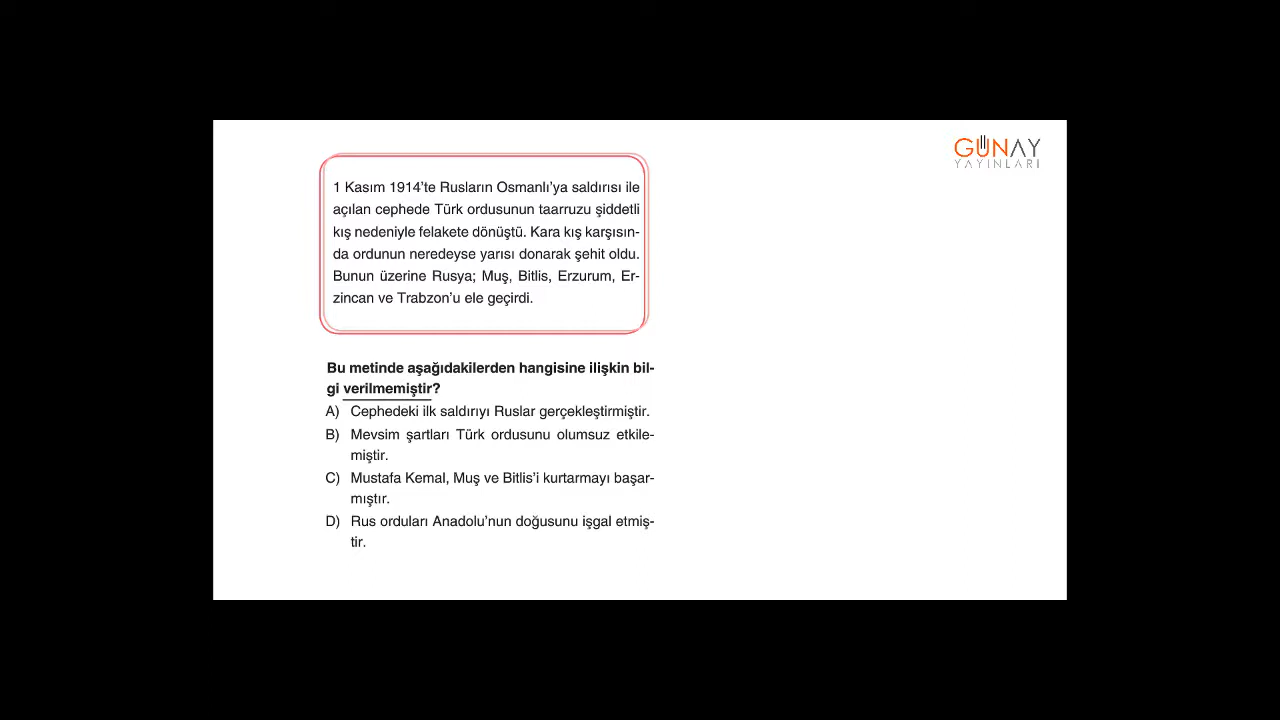 GÜNAY
YAYINLARI
1 Kasım 1914'te Rusların Osmanlı'ya saldırısı ile
açılan cephede Türk ordusunun taarruzu şiddetli
kış nedeniyle felakete dönüştü. Kara kış karşısın-
da ordunun neredeyse yarısı donarak şehit oldu.
Bunun üzerine Rusya; Muş, Bitlis, Erzurum, Er-
zincan ve Trabzon'u ele geçirdi.
Bu metinde aşağıdakilerden hangisine ilişkin bil-
gi verilmemiştir?
A) Cephedeki ilk saldırıyı Ruslar gerçekleştirmiştir.
B) Mevsim şartları Türk ordusunu olumsuz etkile-
miştir.
C) Mustafa Kemal, Muş ve Bitlis'i kurtarmayı başar-
mıştır.
D) Rus orduları Anadolu'nun doğusunu işgal etmiş-
tir.